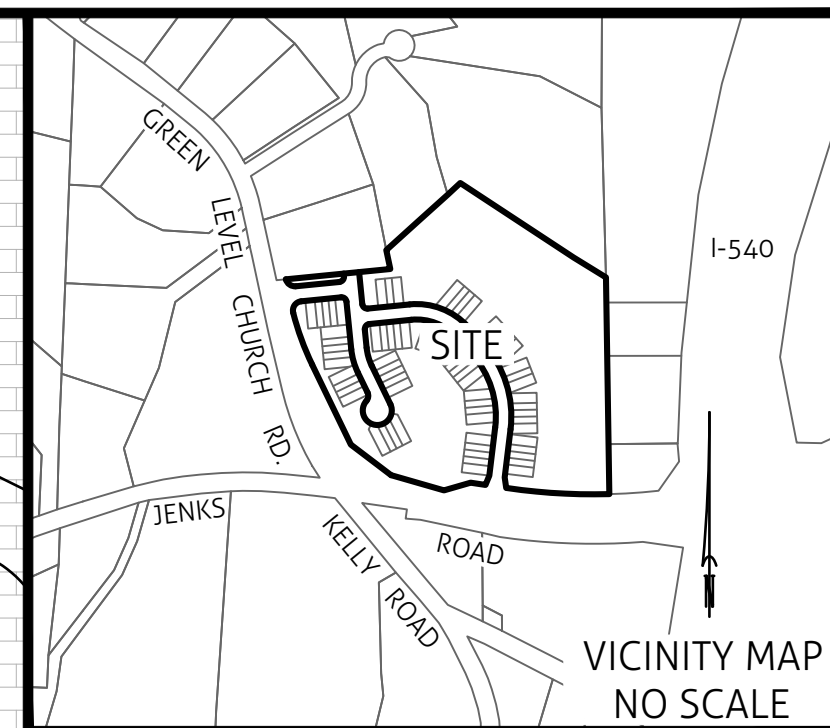 GREEN
LEVEL
CHURCH
RD.
I-540
SITE
JENKS
ROAD
KELLY
ROAD
N
VICINITY MAP
NO SCALE